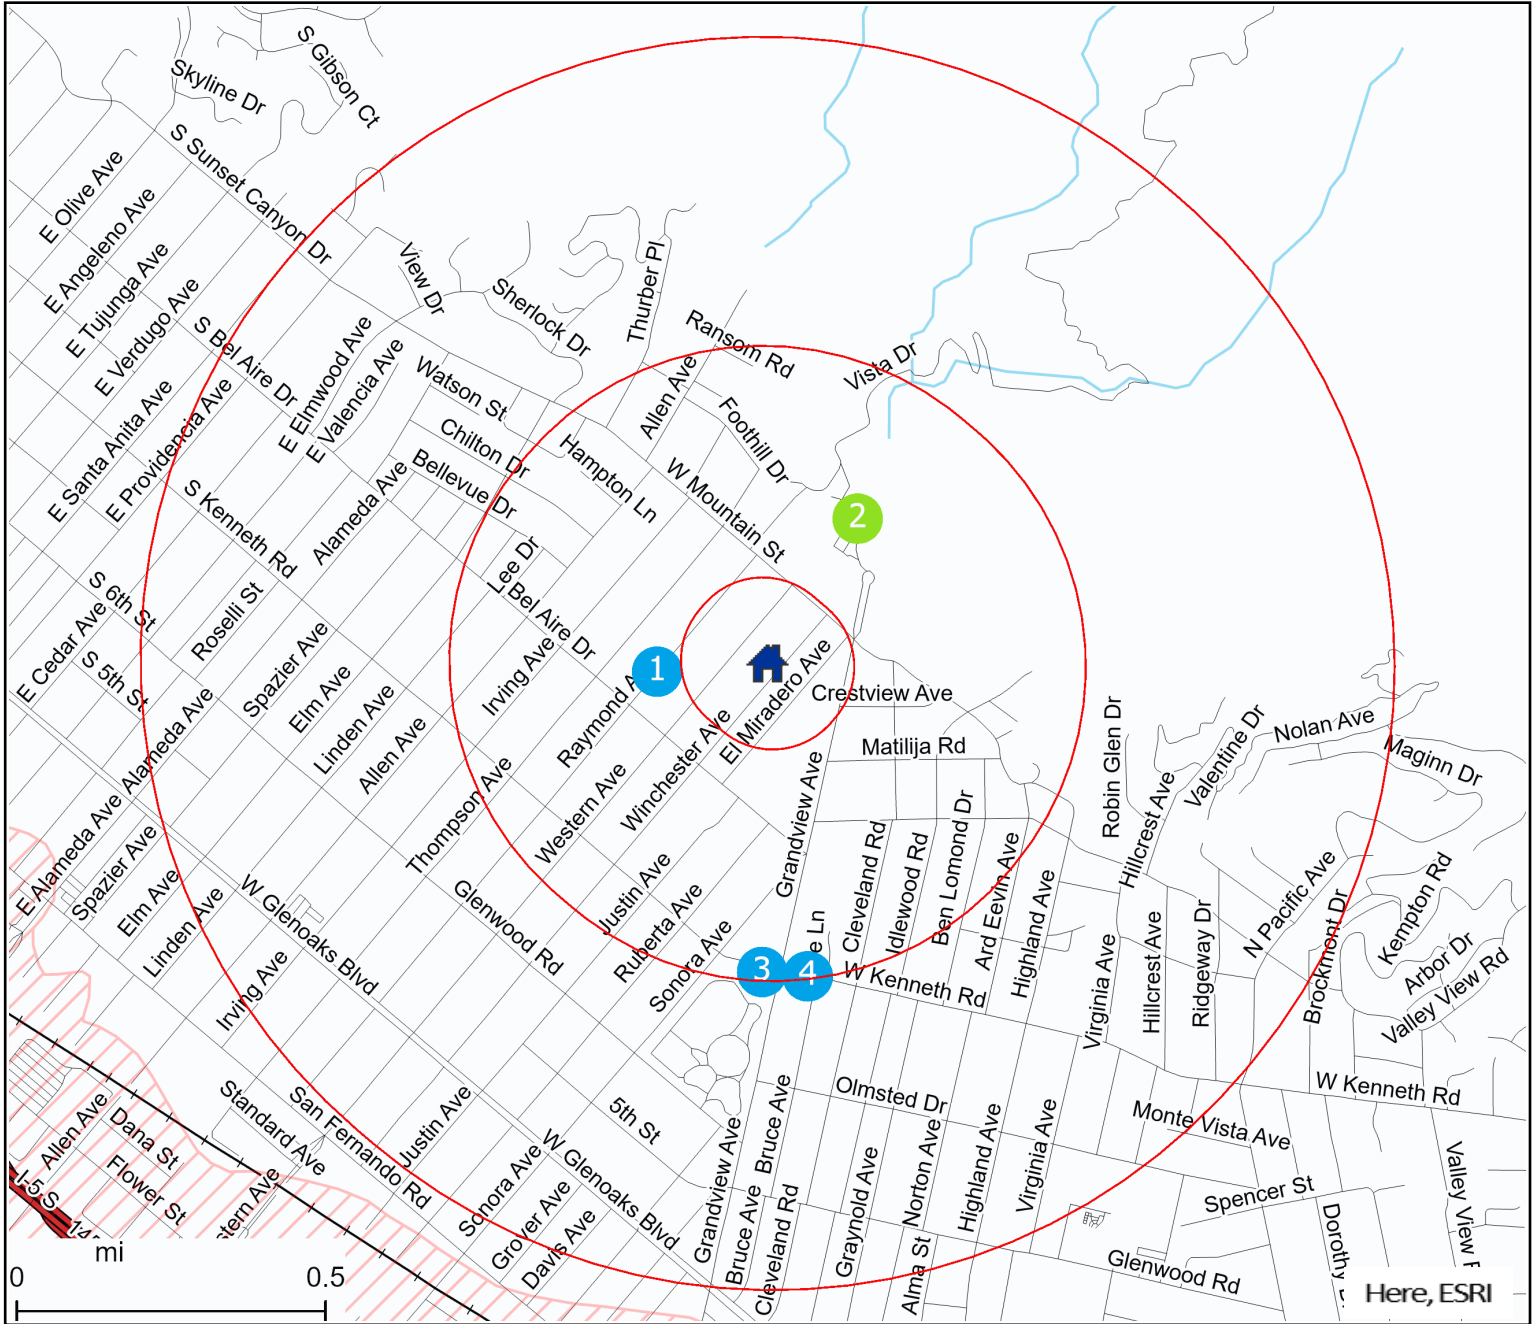 S Gibson Ct
Skyline Dr
S Sunset Canyon Dr
E Olive Ave
E Angeleno Ave
E Tujunga Ave
E Verdugo Ave
View Dr
Sherlock Dr
Thurber Pl
Ransom Rd
Vista Dr
S Bel Aire Dr
E Elmwood Ave
E Valencia Ave
Watson St
Allen Ave
Foothill Dr
E Santa Anita Ave
E Providencia Ave
Chilton Dr
Bellevue Dr
Hampton Ln
W Mountain St
S Kenneth Rd
Alameda Ave
2
Lee Dr
Bel Aire Dr
S 6th St
Roselli St
E Cedar Ave
S 5th St
Spazier Ave
Elm Ave
Irving Ave
1
Raymond A
El Miradero Ave
Crestview Ave
Linden Ave
Allen Ave
Winchester Ave
Matilija Rd
Robin Glen Dr
Valentine Dr
Nolan Ave
Maginn Dr
Alameda Ave
Thompson Ave
Western Ave
Grandview Ave
Hillcrest Ave
E Alameda Ave
Spazier Ave
Elm Ave
Linden Ave
W Glenoaks Blvd
Glenwood Rd
Justin Ave
Ruberta Ave
Sonora Ave
Cleveland Rd
Idlewood Rd
Ben Lomond Dr
Ard Eevin Ave
Highland Ave
Virginia Ave
Hillcrest Ave
Ridgeway Dr
N Pacific Ave
Brockmont Dr
Kempton Rd
Arbor Dr
Valley View Rd
e Ln
3
4
W Kenneth Rd
Irving Ave
W Kenneth Rd
Olmsted Dr
Monte Vista Ave
Standard Ave
San Fernando Rd
Justin Ave
5th St
Allen Ave
Dana St
Flower St
I-5 S
stern Ave
Sonora Ave
W Glenoaks Blvd
Grover Ave
Davis Ave
Grandview Ave
Bruce Ave
Bruce Ave
Cleveland Rd
Graynold Ave
Norton Ave
Alma St
Highland Ave
Virginia Ave
Spencer St
Glenwood Rd
Dorothy
Valley View
mi
0
0.5
Here, ESRI